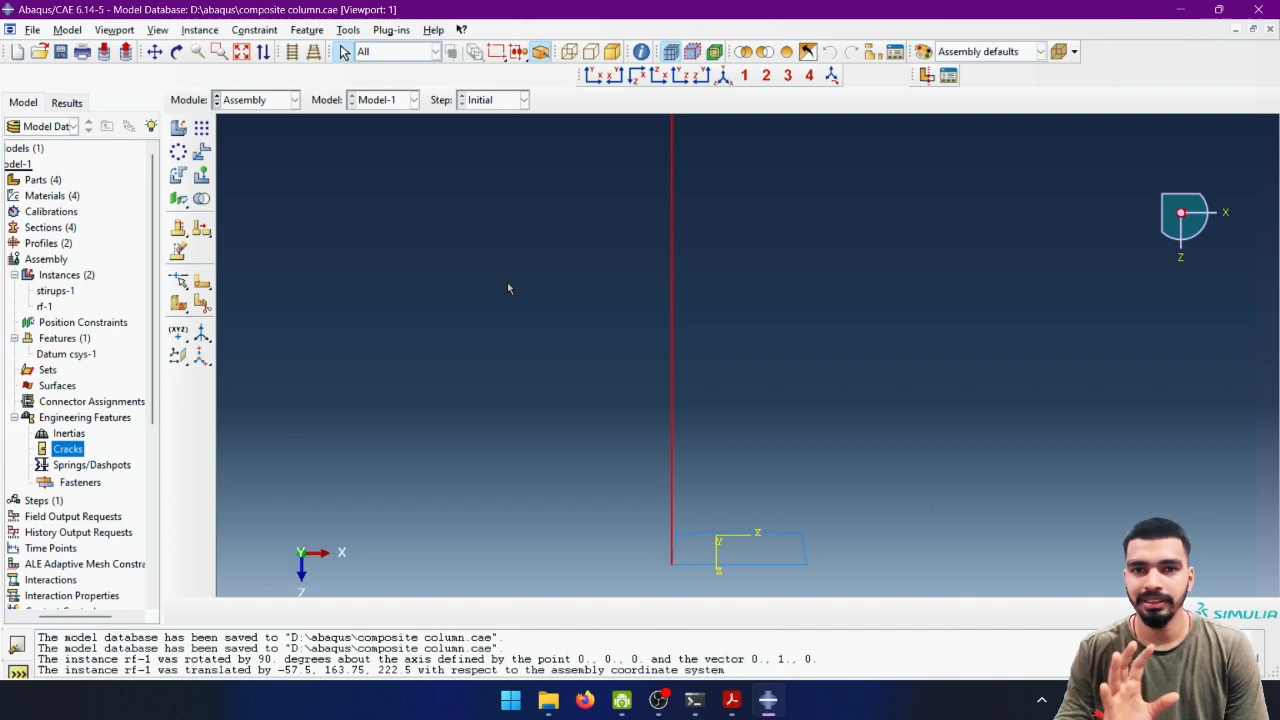 Abaqus/CAE 6.14-5 - Model Database: D:\abaqus\composite column.cae [Viewport: 1]
File Model Viewport View Instance Constraint Feature Tools Plug-ins Help
All
Assembly defaults
1 2 3 4
Model Results
Module: Assembly Model: Model-1 Step: Initial
Model Dat
odels (1)
odel-1
Parts (4)
Materials (4)
Calibrations
Sections (4)
Profiles (2)
Assembly
Instances (2)
stirups-1
rf-1
Position Constraints
Features (1)
Datum csys-1
Sets
Surfaces
Connector Assignments
Engineering Features
Inertias
Cracks
Springs/Dashpots
Fasteners
Steps (1)
Field Output Requests
History Output Requests
Time Points
ALE Adaptive Mesh Constra
Interactions
Interaction Properties
(XYZ)
X
Z
X
Y
Z
Y X
Z
SIMULIA
The model database has been saved to "D:\abaqus\composite column.cae".
The model database has been saved to "D:\abaqus\composite column.cae".
The instance rf-1 was rotated by 90. degrees about the axis defined by the point 0., 0., 0. and the vector 0., 1., 0.
The instance rf-1 was translated by -57.5, 163.75, 222.5 with respect to the assembly coordinate system